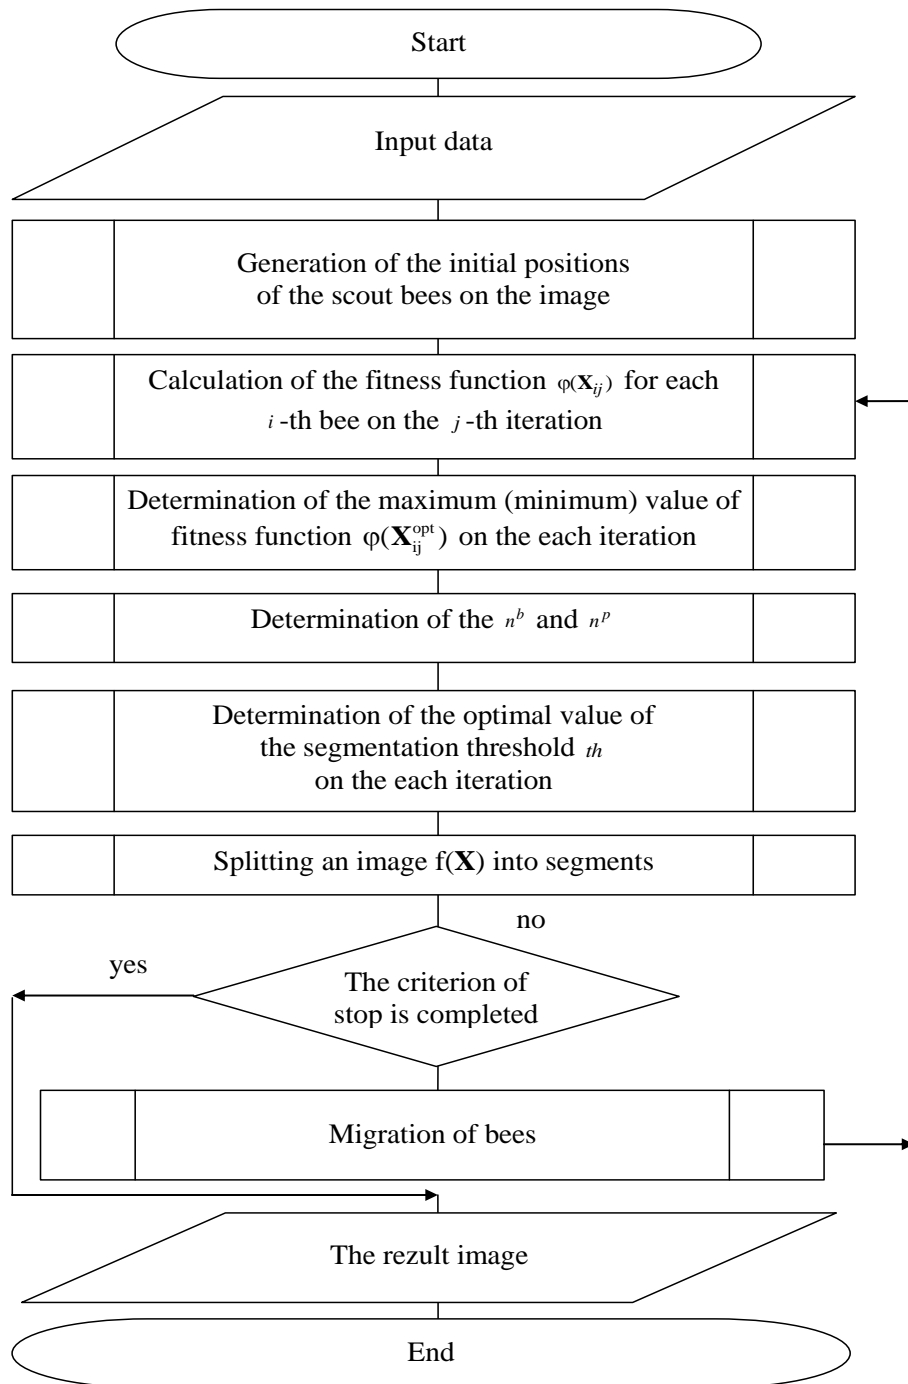 Start
Input data
Generation of the initial positions
of the scout bees on the image
Calculation of the fitness function φ(X_ij) for each
i -th bee on the j -th iteration
Determination of the maximum (minimum) value of
fitness function φ(X_ij^opt) on the each iteration
Determination of the n^b and n^p
Determination of the optimal value of
the segmentation threshold th
on the each iteration
Splitting an image f(X) into segments
no
yes
The criterion of
stop is completed
Migration of bees
The rezult image
End